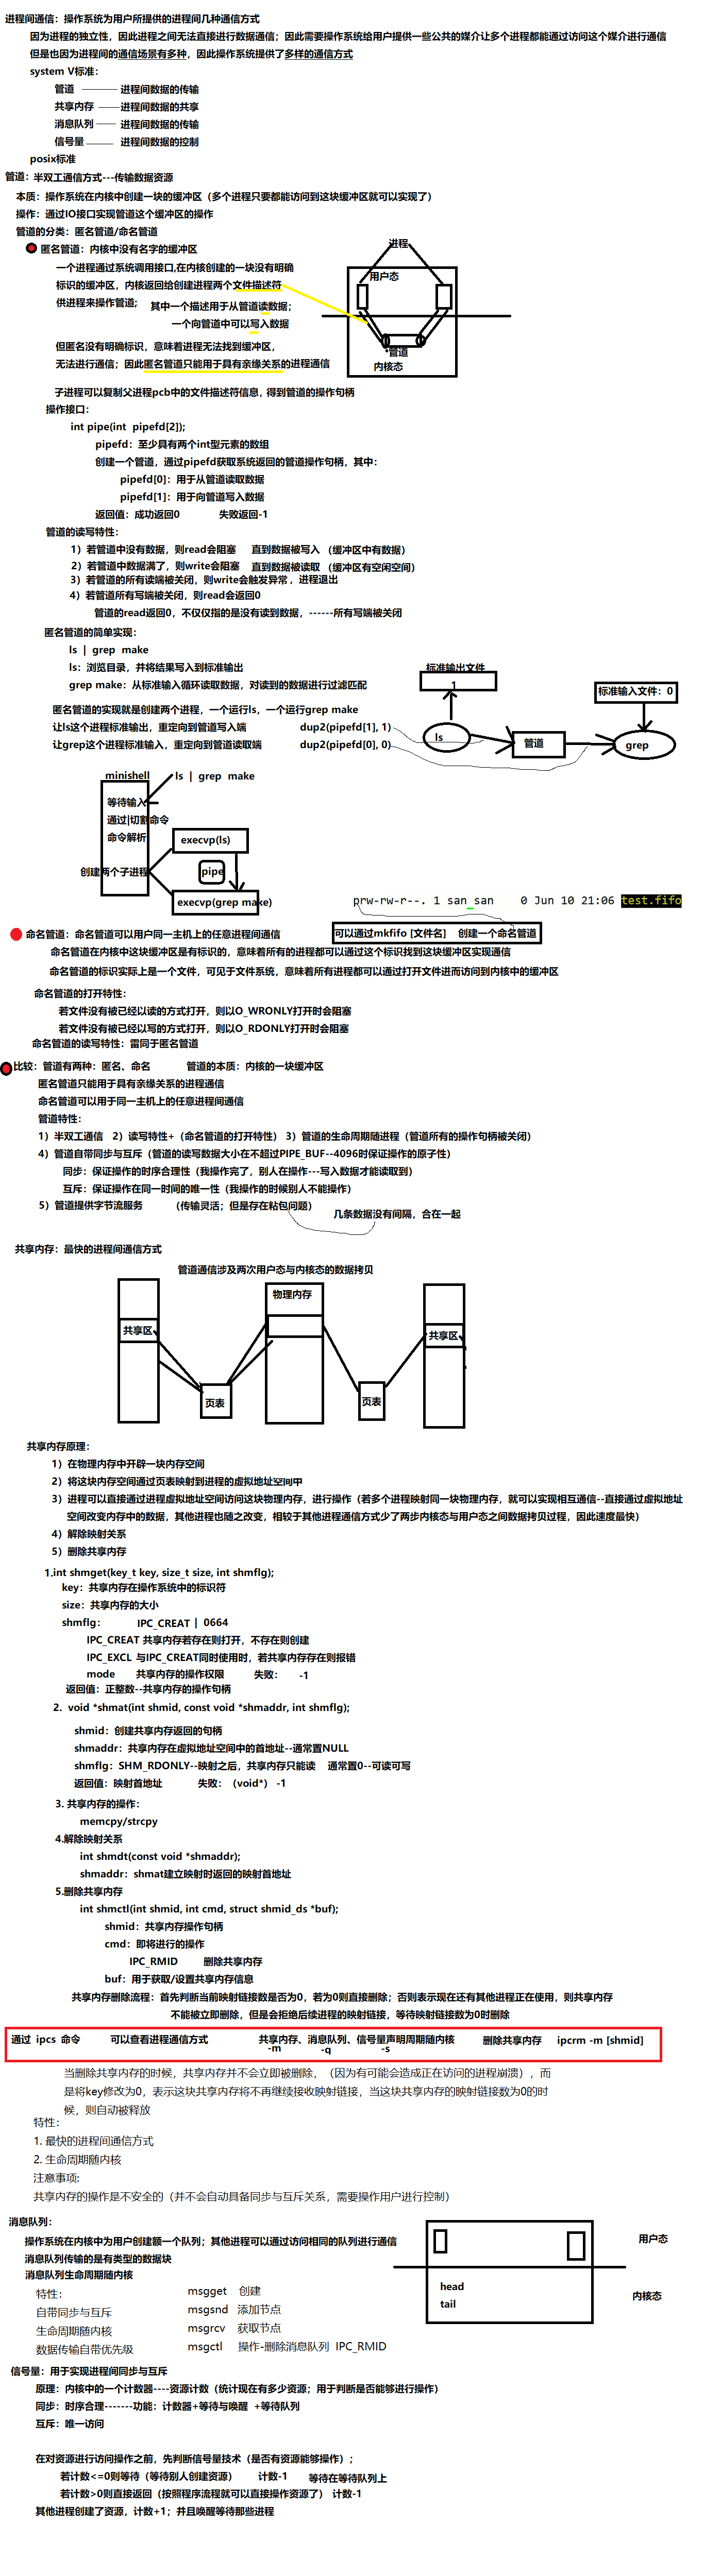 进程间通信：操作系统为用户所提供的进程间几种通信方式
因为进程的独立性，因此进程之间无法直接进行数据通信；因此需要操作系统给用户提供一些公共的媒介让多个进程都能通过访问这个媒介进行通信
但是也因为进程间的通信场景有多种，因此操作系统提供了多样的通信方式
system V标准：
管道 进程间数据的传输
共享内存 进程间数据的共享
消息队列 进程间数据的传输
信号量 进程间数据的控制
posix标准
管道：半双工通信方式---传输数据资源
本质：操作系统在内核中创建一块的缓冲区（多个进程只要都能访问到这块缓冲区就可以实现了）
操作：通过IO接口实现管道这个缓冲区的操作
管道的分类：匿名管道/命名管道
匿名管道：内核中没有名字的缓冲区
一个进程通过系统调用接口,在内核创建的一块没有明确
标识的缓冲区，内核返回给创建进程两个文件描述符
供进程来操作管道； 其中一个描述用于从管道读数据；
一个向管道中可以写入数据
但匿名没有明确标识，意味着进程无法找到缓冲区，
无法进行通信；因此匿名管道只能用于具有亲缘关系的进程通信
进程
用户态
管道
内核态
子进程可以复制父进程pcb中的文件描述符信息, 得到管道的操作句柄
操作接口：
int pipe(int pipefd[2]);
pipefd：至少具有两个int型元素的数组
创建一个管道，通过pipefd获取系统返回的管道操作句柄，其中：
pipefd[0]：用于从管道读取数据
pipefd[1]：用于向管道写入数据
返回值：成功返回0 失败返回-1
管道的读写特性：
1）若管道中没有数据，则read会阻塞 直到数据被写入 （缓冲区中有数据）
2）若管道中数据满了，则write会阻塞 直到数据被读取 （缓冲区有空闲空间）
3）若管道的所有读端被关闭，则write会触发异常，进程退出
4）若管道所有写端被关闭，则read会返回0
管道的read返回0，不仅仅指的是没有读到数据，------所有写端被关闭
匿名管道的简单实现：
ls | grep make
ls：浏览目录，并将结果写入到标准输出
grep make：从标准输入循环读取数据，对读到的数据进行过滤匹配
匿名管道的实现就是创建两个进程，一个运行ls，一个运行grep make
让ls这个进程标准输出，重定向到管道写入端 dup2(pipefd[1], 1)
让grep这个进程标准输入，重定向到管道读取端 dup2(pipefd[0], 0)
标准输出文件
1
标准输入文件：0
ls
管道
grep
minishell
ls | grep make
等待输入
通过|切割命令
命令解析
创建两个子进程
execvp(ls)
pipe
execvp(grep make)
prw-rw-r--. 1 san san 0 Jun 10 21:06 test.fifo
可以通过mkfifo [文件名] 创建一个命名管道
命名管道：命名管道可以用户同一主机上的任意进程间通信
命名管道在内核中这块缓冲区是有标识的，意味着所有的进程都可以通过这个标识找到这块缓冲区实现通信
命名管道的标识实际上是一个文件，可见于文件系统，意味着所有进程都可以通过打开文件进而访问到内核中的缓冲区
命名管道的打开特性：
若文件没有被已经以读的方式打开，则以O_WRONLY打开时会阻塞
若文件没有被已经以写的方式打开，则以O_RDONLY打开时会阻塞
命名管道的读写特性：雷同于匿名管道
比较：管道有两种：匿名、命名 管道的本质：内核的一块缓冲区
匿名管道只能用于具有亲缘关系的进程通信
命名管道可以用于同一主机上的任意进程间通信
管道特性：
1）半双工通信 2）读写特性+（命名管道的打开特性） 3）管道的生命周期随进程（管道所有的操作句柄被关闭）
4）管道自带同步与互斥（管道的读写数据大小在不超过PIPE_BUF--4096时保证操作的原子性）
同步：保证操作的时序合理性（我操作完了，别人在操作---写入数据才能读取到）
互斥：保证操作在同一时间的唯一性（我操作的时候别人不能操作）
5）管道提供字节流服务 （传输灵活；但是存在粘包问题）
几条数据没有间隔，合在一起
共享内存：最快的进程间通信方式
管道通信涉及两次用户态与内核态的数据拷贝
物理内存
共享区
共享区
页表
页表
共享内存原理：
1）在物理内存中开辟一块内存空间
2）将这块内存空间通过页表映射到进程的虚拟地址空间中
3）进程可以直接通过进程虚拟地址空间访问这块物理内存，进行操作（若多个进程映射同一块物理内存，就可以实现相互通信--直接通过虚拟地址
空间改变内存中的数据，其他进程也随之改变，相较于其他进程通信方式少了两步内核态与用户态之间数据拷贝过程，因此速度最快）
4）解除映射关系
5）删除共享内存
1.int shmget(key_t key, size_t size, int shmflg);
key：共享内存在操作系统中的标识符
size：共享内存的大小
shmflg： IPC_CREAT | 0664
IPC_CREAT 共享内存若存在则打开，不存在则创建
IPC_EXCL 与IPC_CREAT同时使用时，若共享内存存在则报错
mode 共享内存的操作权限 失败： -1
返回值：正整数--共享内存的操作句柄
2. void *shmat(int shmid, const void *shmaddr, int shmflg);
shmid：创建共享内存返回的句柄
shmaddr：共享内存在虚拟地址空间中的首地址--通常置NULL
shmflg：SHM_RDONLY--映射之后，共享内存只能读 通常置0--可读可写
返回值：映射首地址 失败：（void*） -1
3. 共享内存的操作：
memcpy/strcpy
4.解除映射关系
int shmdt(const void *shmaddr);
shmaddr：shmat建立映射时返回的映射首地址
5.删除共享内存
int shmctl(int shmid, int cmd, struct shmid_ds *buf);
shmid：共享内存操作句柄
cmd：即将进行的操作
IPC_RMID 删除共享内存
buf：用于获取/设置共享内存信息
共享内存删除流程：首先判断当前映射链接数是否为0，若为0则直接删除；否则表示现在还有其他进程正在使用，则共享内存
不能被立即删除，但是会拒绝后续进程的映射链接，等待映射链接数为0时删除
通过 ipcs 命令 可以查看进程通信方式 共享内存、消息队列、信号量声明周期随内核 删除共享内存 ipcrm -m [shmid]
-m -q -s
当删除共享内存的时候，共享内存并不会立即被删除，（因为有可能会造成正在访问的进程崩溃），而
是将key修改为0，表示这块共享内存将不再继续接收映射链接，当这块共享内存的映射链接数为0的时
候，则自动被释放
特性：
1. 最快的进程间通信方式
2. 生命周期随内核
注意事项:
共享内存的操作是不安全的（并不会自动具备同步与互斥关系，需要操作用户进行控制）
消息队列：
操作系统在内核中为用户创建额一个队列；其他进程可以通过访问相同的队列进行通信
消息队列传输的是有类型的数据块
消息队列生命周期随内核
特性：
自带同步与互斥
生命周期随内核
数据传输自带优先级
msgget 创建
msgsnd 添加节点
msgrcv 获取节点
msgctl 操作-删除消息队列 IPC_RMID
用户态
head
tail
内核态
信号量：用于实现进程间同步与互斥
原理：内核中的一个计数器----资源计数（统计现在有多少资源；用于判断是否能够进行操作）
同步：时序合理-------功能：计数器+等待与唤醒 +等待队列
互斥：唯一访问
在对资源进行访问操作之前，先判断信号量技术（是否有资源能够操作）；
若计数<=0则等待（等待别人创建资源） 计数-1 等待在等待队列上
若计数>0则直接返回（按照程序流程就可以直接操作资源了） 计数-1
其他进程创建了资源，计数+1；并且唤醒等待那些进程